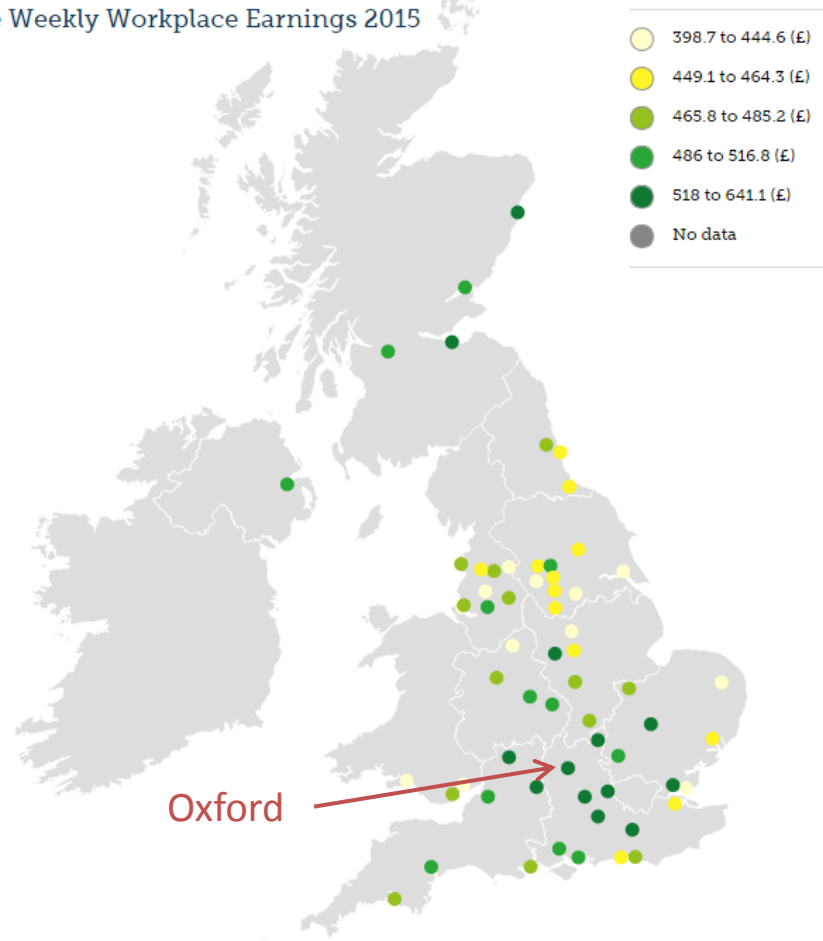 Weekly Workplace Earnings 2015
398.7 to 444.6 (£)
449.1 to 464.3 (£)
465.8 to 485.2 (£)
486 to 516.8 (£)
518 to 641.1 (£)
No data
Oxford